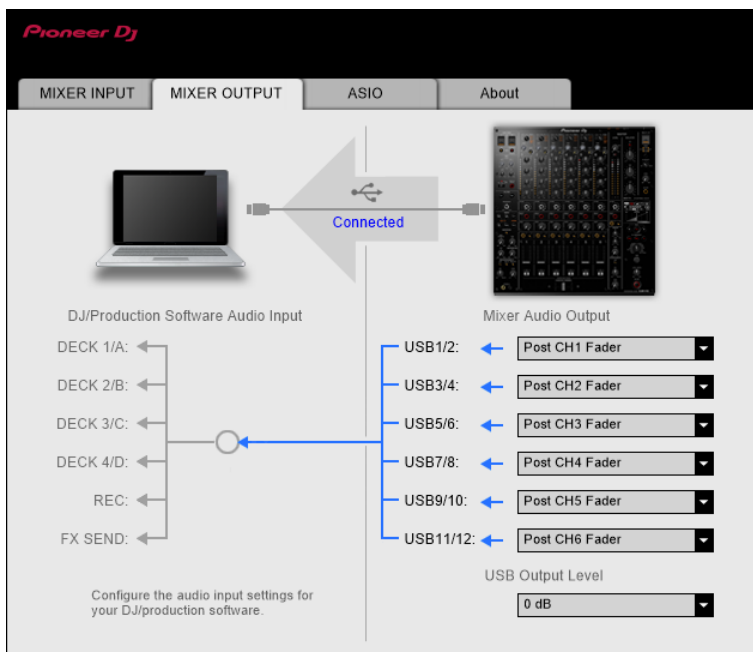 Pioneer Dj
MIXER INPUT
MIXER OUTPUT
ASIO
About
Connected
DJ/Production Software Audio Input
Mixer Audio Output
DECK 1/A:
DECK 2/B:
DECK 3/C:
DECK 4/D:
REC:
FX SEND:
USB1/2: Post CH1 Fader
USB3/4: Post CH2 Fader
USB5/6: Post CH3 Fader
USB7/8: Post CH4 Fader
USB9/10: Post CH5 Fader
USB11/12: Post CH6 Fader
Configure the audio input settings for
your DJ/production software.
USB Output Level
0 dB